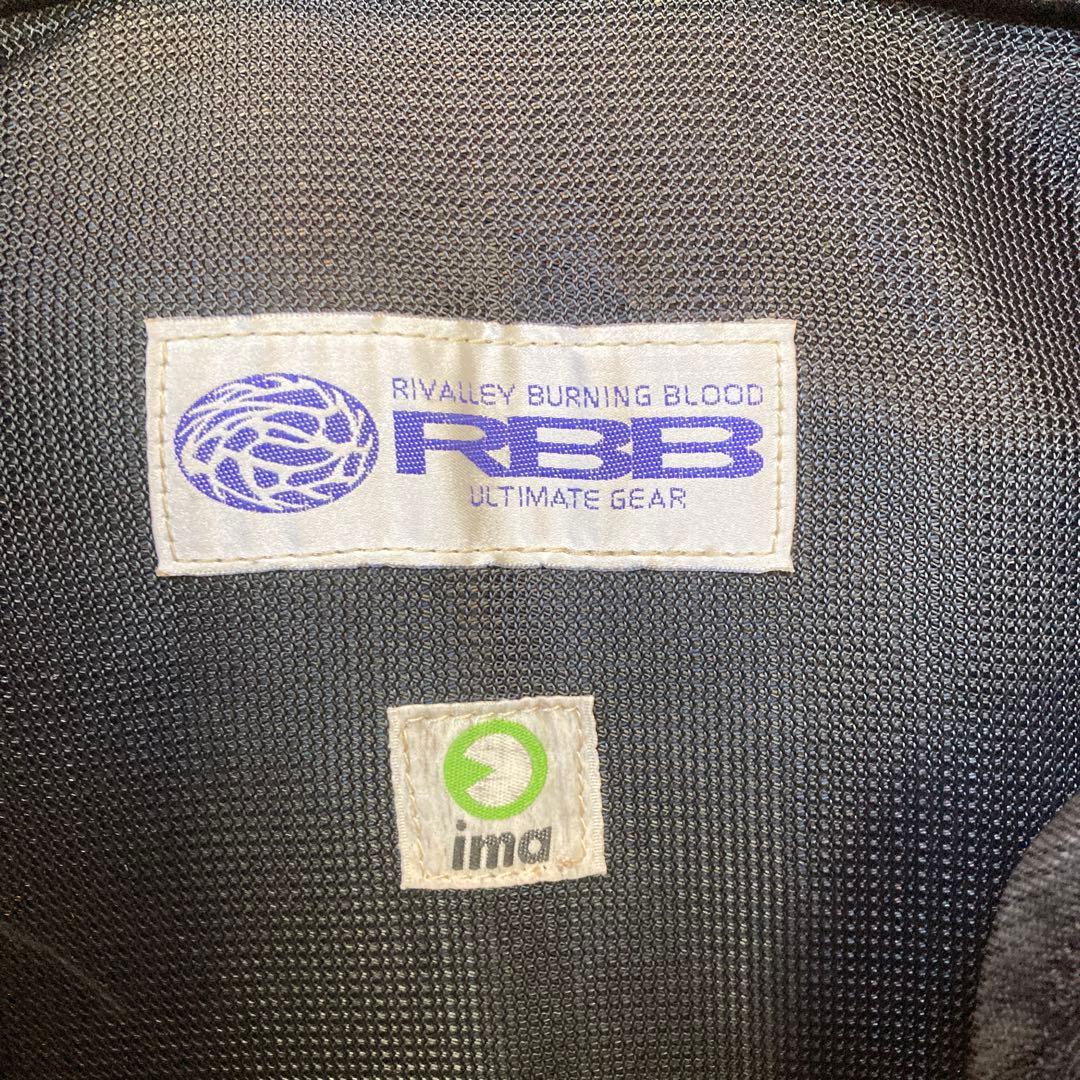 RIVALLEY BURNING BLOOD
RBB
ULTIMATE GEAR
ima